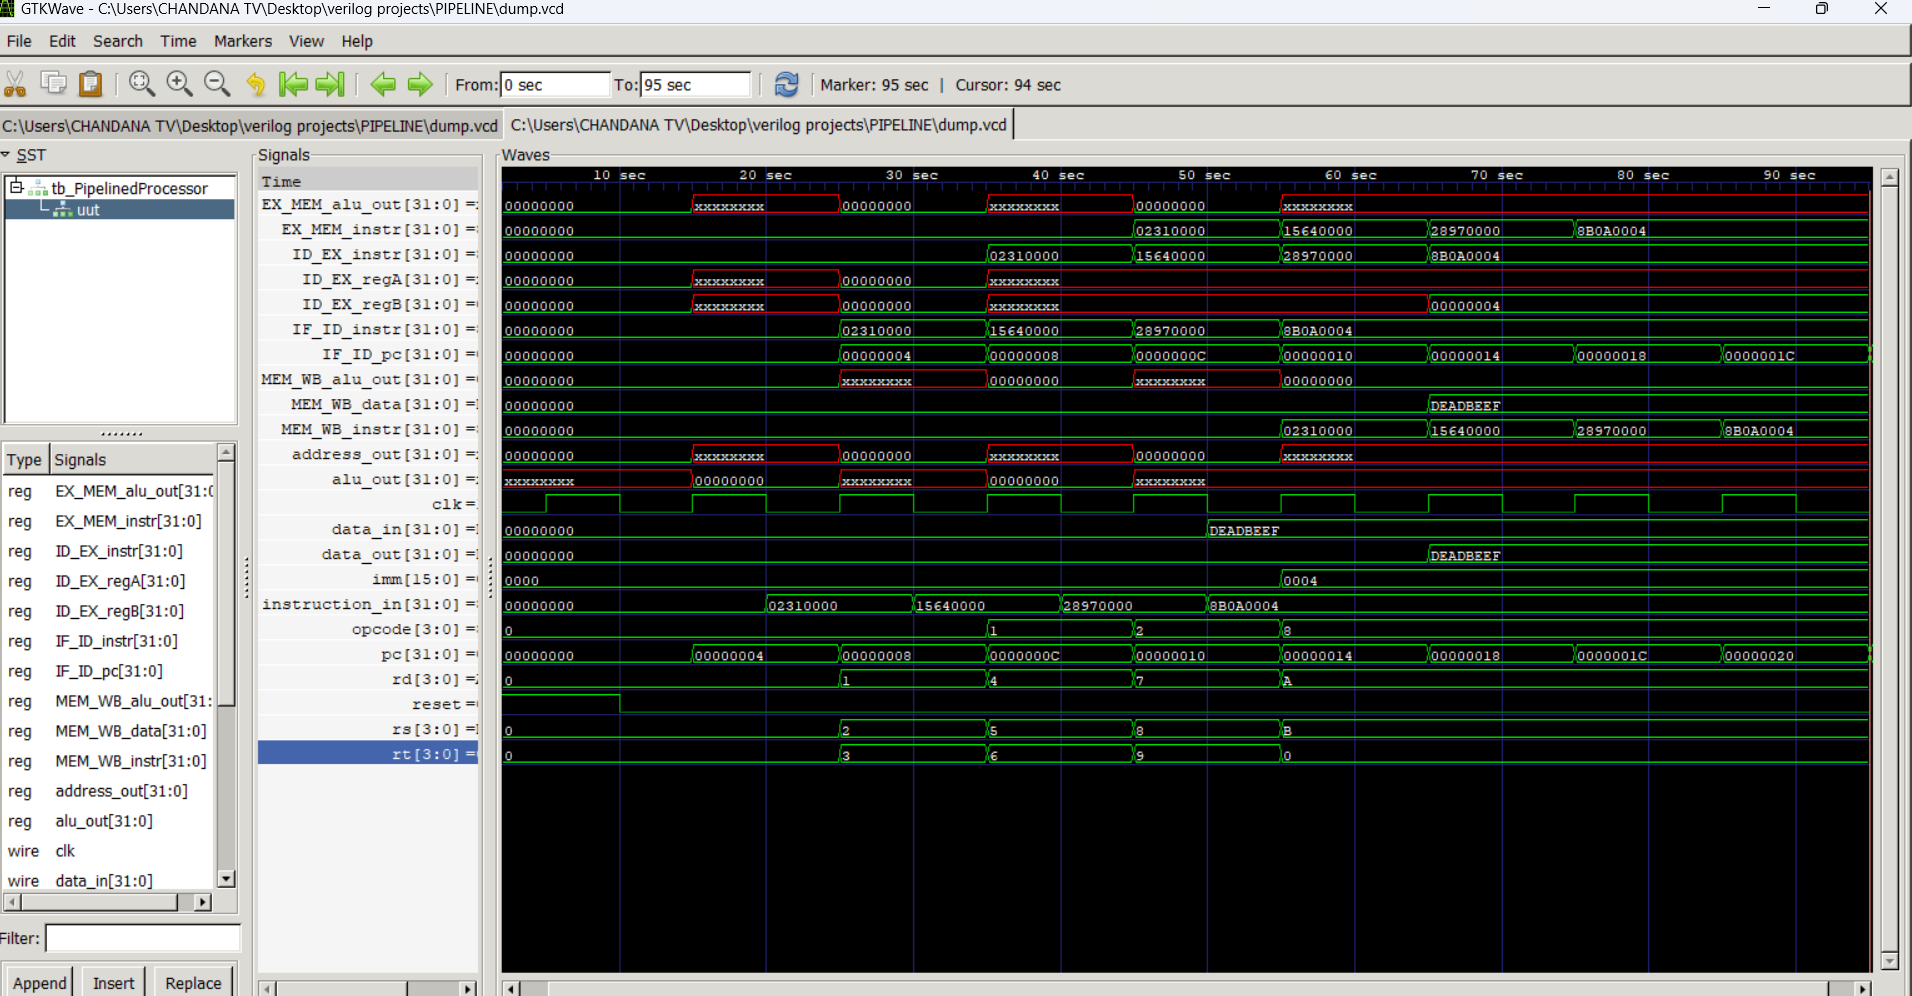 GTKWave - C:\Users\CHANDANA TV\Desktop\verilog projects\PIPELINE\dump.vcd
File Edit Search Time Markers View Help
From: 0 sec To: 95 sec Marker: 95 sec | Cursor: 94 sec
C:\Users\CHANDANA TV\Desktop\verilog projects\PIPELINE\dump.vcd C:\Users\CHANDANA TV\Desktop\verilog projects\PIPELINE\dump.vcd
SST
tb_PipelinedProcessor
uut
Type Signals
reg EX_MEM_alu_out[31:0
reg EX_MEM_instr[31:0]
reg ID_EX_instr[31:0]
reg ID_EX_regA[31:0]
reg ID_EX_regB[31:0]
reg IF_ID_instr[31:0]
reg IF_ID_pc[31:0]
reg MEM_WB_alu_out[31:
reg MEM_WB_data[31:0]
reg MEM_WB_instr[31:0]
reg address_out[31:0]
reg alu_out[31:0]
wire clk
wire data_in[31:0]
Filter:
Append Insert Replace
Signals
Waves
Time 10 sec 20 sec 30 sec 40 sec 50 sec 60 sec 70 sec 80 sec 90 sec
EX_MEM_alu_out[31:0] = 00000000 xxxxxxxx 00000000 xxxxxxxx 00000000 xxxxxxxx
EX_MEM_instr[31:0] = 00000000 02310000 15640000 28970000 8B0A0004
ID_EX_instr[31:0] = 00000000 02310000 15640000 28970000 8B0A0004
ID_EX_regA[31:0] = 00000000 xxxxxxxx 00000000 xxxxxxxx
ID_EX_regB[31:0] = 00000000 xxxxxxxx 00000000 xxxxxxxx 00000004
IF_ID_instr[31:0] = 00000000 02310000 15640000 28970000 8B0A0004
IF_ID_pc[31:0] = 00000000 00000004 00000008 0000000C 00000010 00000014 00000018 0000001C
MEM_WB_alu_out[31:0] = 00000000 xxxxxxxx 00000000 xxxxxxxx 00000000
MEM_WB_data[31:0] = 00000000 DEADBEEF
MEM_WB_instr[31:0] = 00000000 02310000 15640000 28970000 8B0A0004
address_out[31:0] = 00000000 xxxxxxxx 00000000 xxxxxxxx 00000000 xxxxxxxx
alu_out[31:0] = xxxxxxxx 00000000 xxxxxxxx 00000000 xxxxxxxx
clk =
data_in[31:0] = 00000000 DEADBEEF
data_out[31:0] = 00000000 DEADBEEF
imm[15:0] = 0000 0004
instruction_in[31:0] = 00000000 02310000 15640000 28970000 8B0A0004
opcode[3:0] = 0 1 2 8
pc[31:0] = 00000000 00000004 00000008 0000000C 00000010 00000014 00000018 0000001C 00000020
rd[3:0] = 0 1 4 7 A
reset =
rs[3:0] = 0 2 5 8 B
rt[3:0] = 0 3 6 9 0